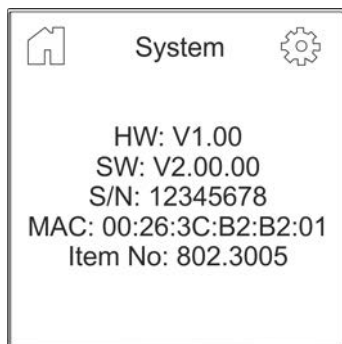 System
HW: V1.00
SW: V2.00.00
S/N: 12345678
MAC: 00:26:3C:B2:B2:01
Item No: 802.3005